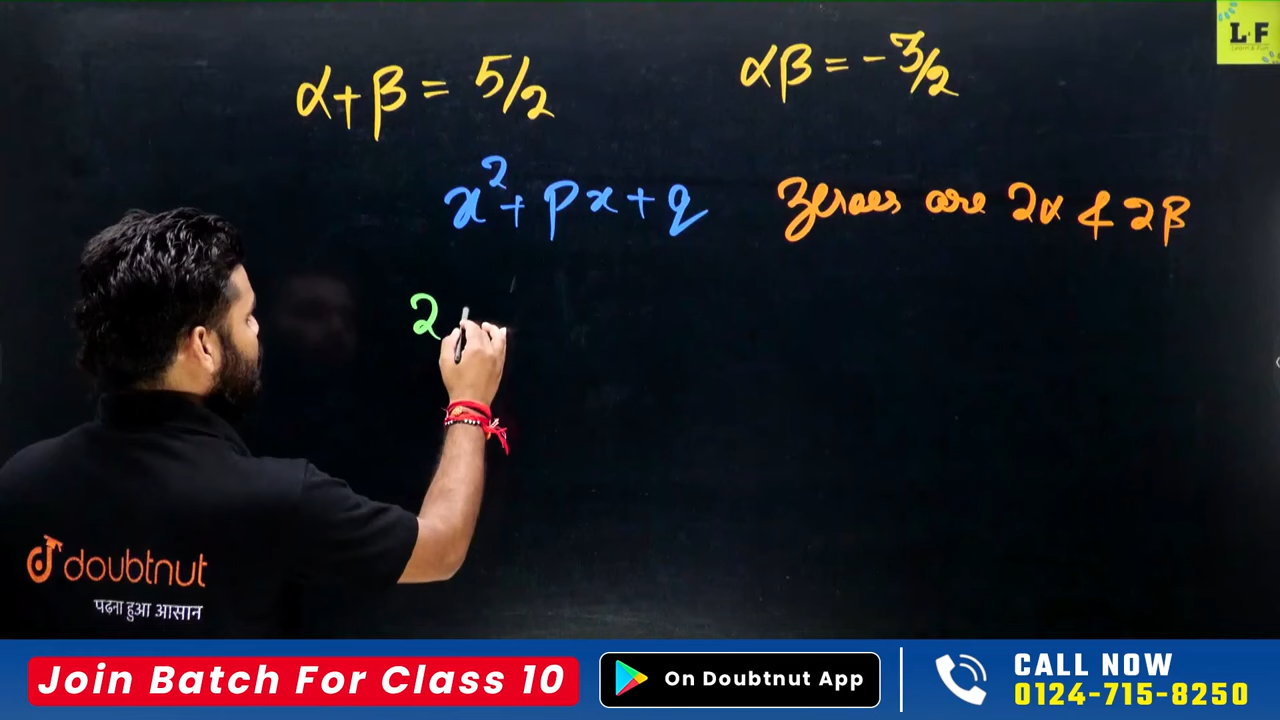 α+β = 5/2
αβ = -3/2
L F
x²+px+q
zeroes are 2α & 2β
2
doubtnut
पढ़ना हुआ आसान
Join Batch For Class 10
On Doubtnut App
CALL NOW
0124-715-8250